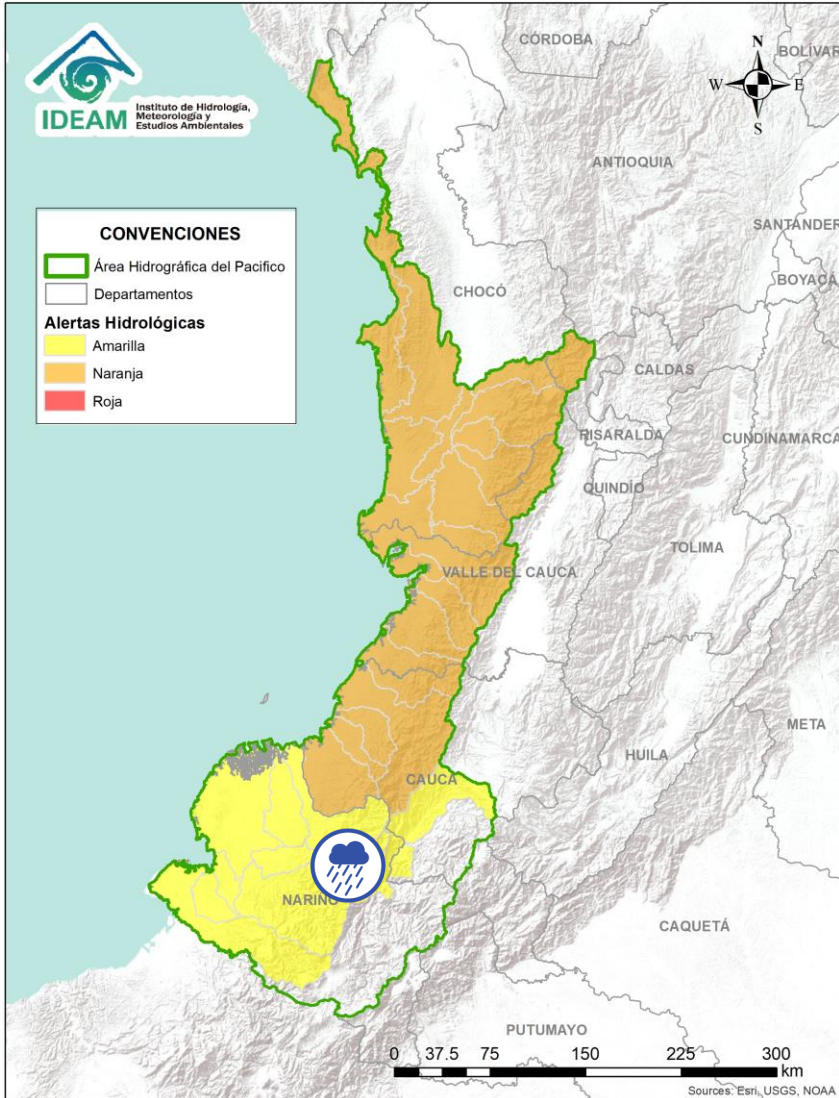 IDEAM
Instituto de Hidrología,
Meteorología y
Estudios Ambientales
CÓRDOBA
BOLÍVAR
N
W
E
S
ANTIOQUIA
SANTANDER
BOYACÁ
CONVENCIONES
Área Hidrográfica del Pacifico
Departamentos
Alertas Hidrológicas
Amarilla
Naranja
Roja
CHOCÓ
CALDAS
RISARALDA
CUNDINAMARCA
QUINDÍO
TOLIMA
VALLE DEL CAUCA
META
HUILA
CAUCA
NARIÑO
CAQUETÁ
PUTUMAYO
0 37.5 75 150 225 300
km
Sources: Esri, USGS, NOAA